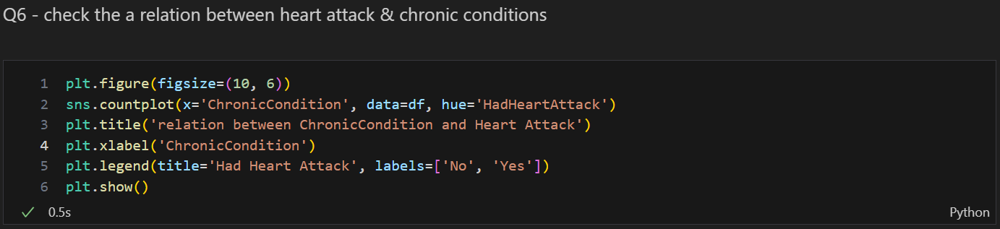 Q6 - check the a relation between heart attack & chronic conditions
1 plt.figure(figsize=(10, 6))
2 sns.countplot(x='ChronicCondition', data=df, hue='HadHeartAttack')
3 plt.title('relation between ChronicCondition and Heart Attack')
4 plt.xlabel('ChronicCondition')
5 plt.legend(title='Had Heart Attack', labels=['No', 'Yes'])
6 plt.show()
0.5s Python